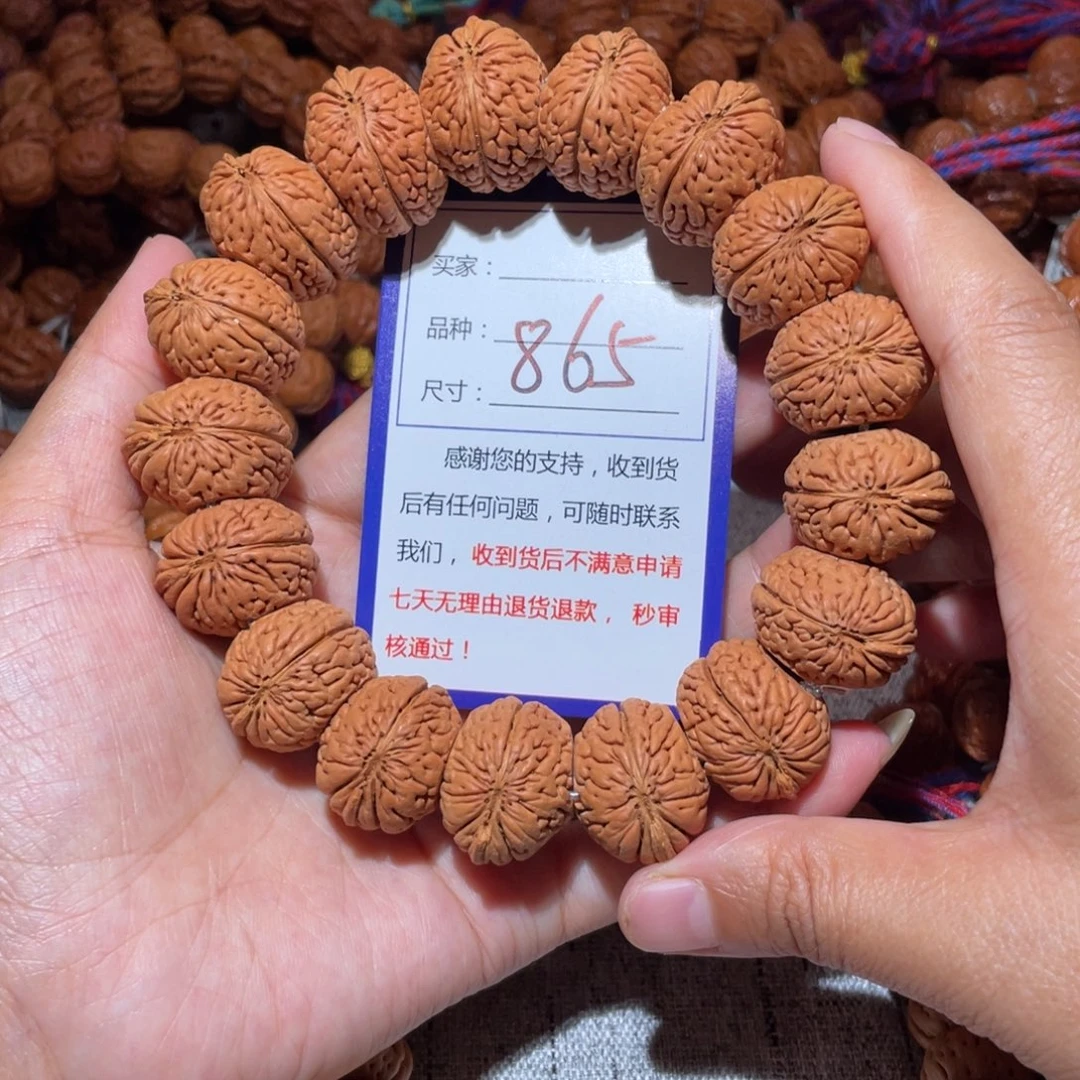 买家：
品种：
865
尺寸：
感谢您的支持，收到货
后有任何问题，可随时联系
我们，收到货后不满意申请
七天无理由退货退款，秒审
核通过！